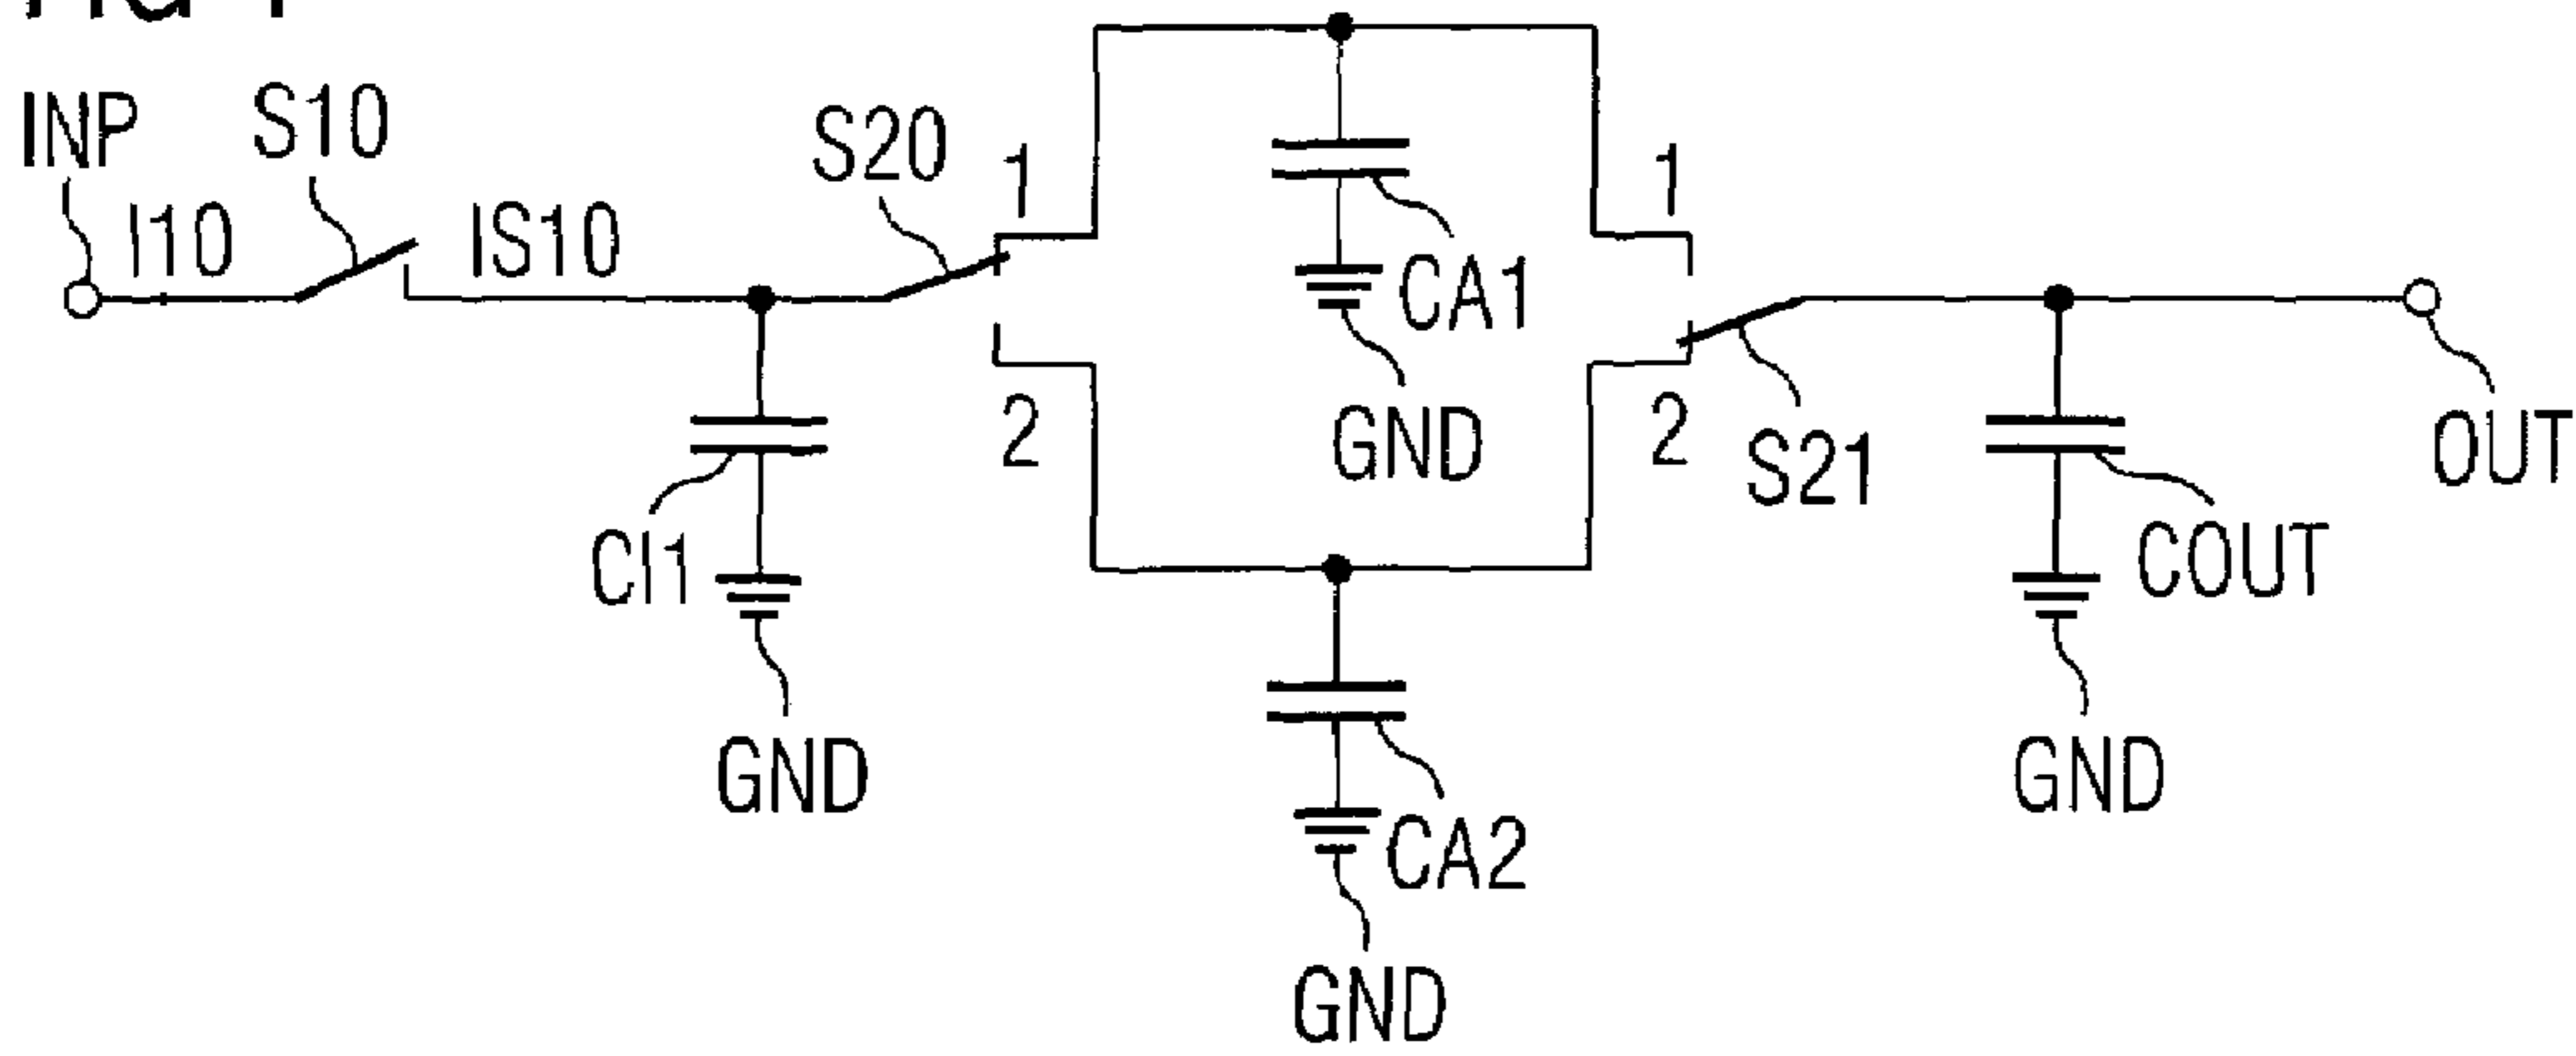 INP
I10
S10
IS10
S20
1
2
CI1
GND
CA1
GND
CA2
GND
1
2
S21
COUT
GND
OUT